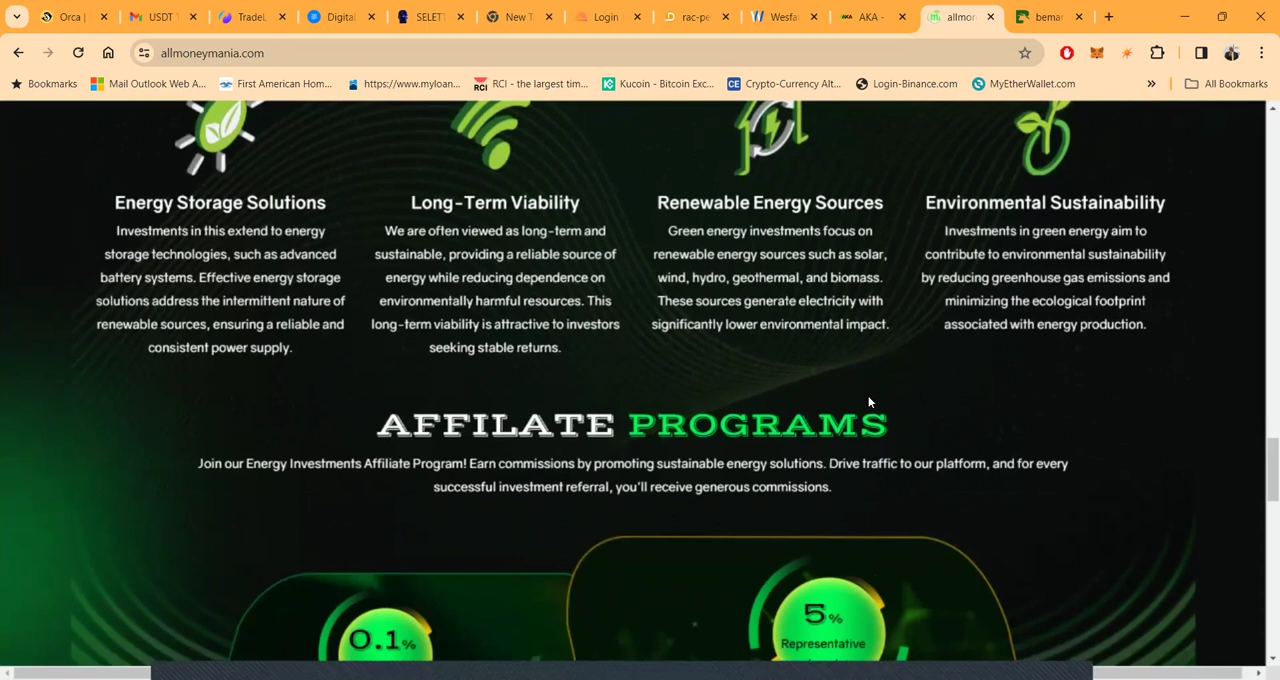 Orca |
USDT T
TradeL
Digital
SELETT
New Ta
Login
rac-pe
Wesfa
AKA -
allmon
bemar
allmoneymania.com
Bookmarks
Mail Outlook Web A...
First American Hom...
https://www.myloan...
RCI - the largest tim...
Kucoin - Bitcoin Exc...
Crypto-Currency Alt...
Login-Binance.com
MyEtherWallet.com
All Bookmarks
Energy Storage Solutions
Investments in this extend to energy
storage technologies, such as advanced
battery systems. Effective energy storage
solutions address the intermittent nature of
renewable sources, ensuring a reliable and
consistent power supply.
Long-Term Viability
We are often viewed as long-term and
sustainable, providing a reliable source of
energy while reducing dependence on
environmentally harmful resources. This
long-term viability is attractive to investors
seeking stable returns.
Renewable Energy Sources
Green energy investments focus on
renewable energy sources such as solar,
wind, hydro, geothermal, and biomass.
These sources generate electricity with
significantly lower environmental impact.
Environmental Sustainability
Investments in green energy aim to
contribute to environmental sustainability
by reducing greenhouse gas emissions and
minimizing the ecological footprint
associated with energy production.
AFFILATE PROGRAMS
Join our Energy Investments Affiliate Program! Earn commissions by promoting sustainable energy solutions. Drive traffic to our platform, and for every
successful investment referral, you'll receive generous commissions.
0.1%
5%
Representative